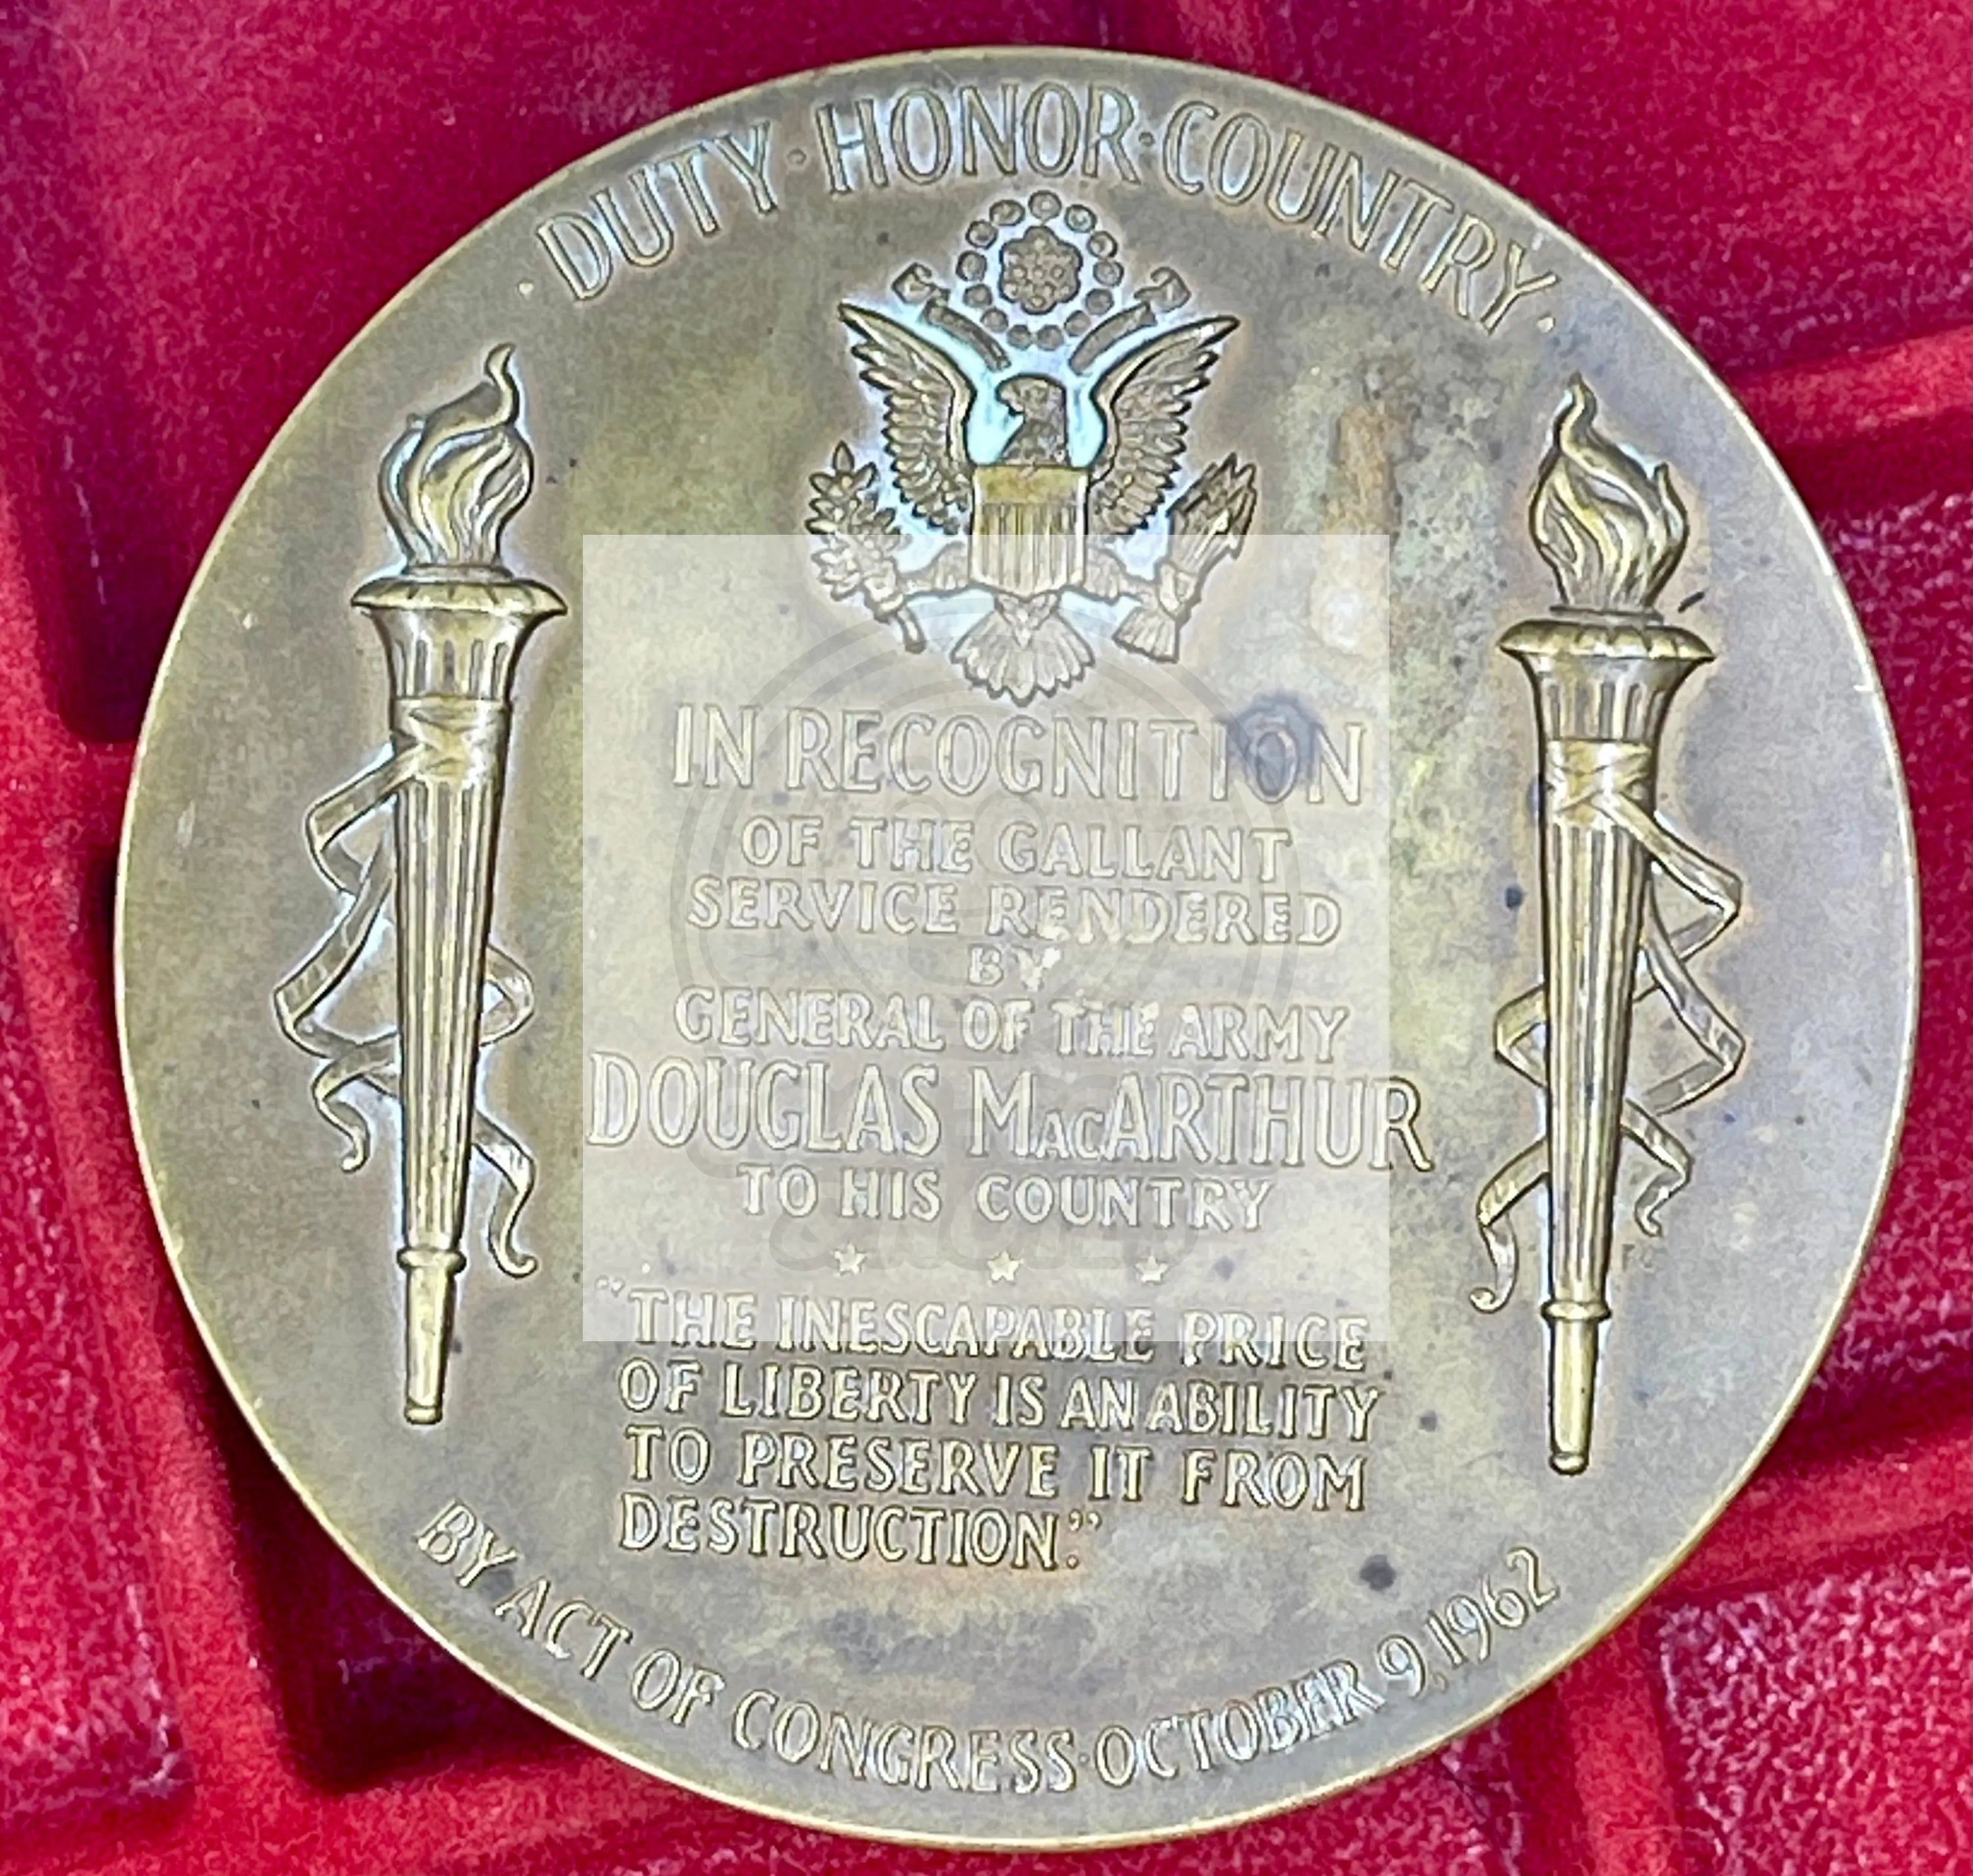 · DUTY · HONOR · COUNTRY ·
IN RECOGNITION
OF THE GALLANT
SERVICE RENDERED
BY
GENERAL OF THE ARMY
DOUGLAS MACARTHUR
TO HIS COUNTRY
"THE INESCAPABLE PRICE
OF LIBERTY IS AN ABILITY
TO PRESERVE IT FROM
DESTRUCTION."
BY ACT OF CONGRESS · OCTOBER 9, 1962